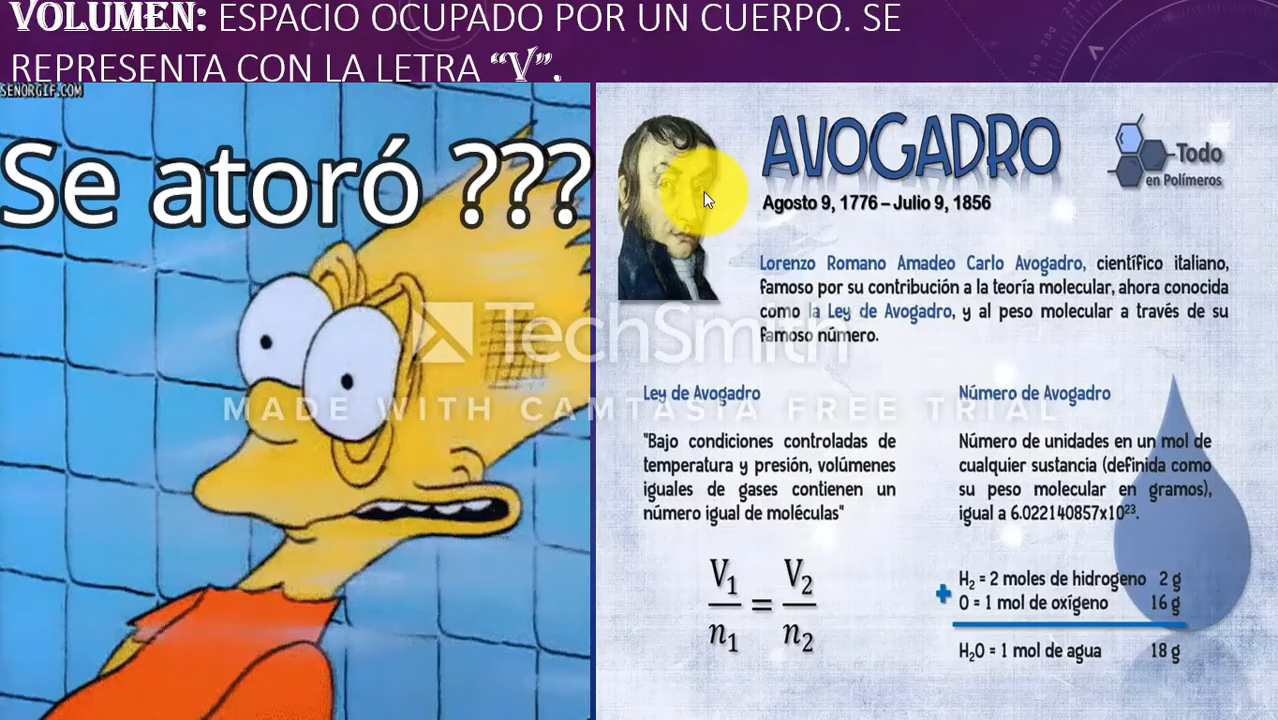 VOLUMEN: ESPACIO OCUPADO POR UN CUERPO. SE
REPRESENTA CON LA LETRA “V”.
SENORGIF.COM
Se atoró ???
AVOGADRO
Agosto 9, 1776 – Julio 9, 1856
Todo
en Polímeros
Lorenzo Romano Amadeo Carlo Avogadro, científico italiano,
famoso por su contribución a la teoría molecular, ahora conocida
como la Ley de Avogadro, y al peso molecular a través de su
famoso número.
TechSmith
MADE WITH CAMTASIA FREE TRIAL
Ley de Avogadro
"Bajo condiciones controladas de
temperatura y presión, volúmenes
iguales de gases contienen un
número igual de moléculas"
V₁/n₁ = V₂/n₂
Número de Avogadro
Número de unidades en un mol de
cualquier sustancia (definida como
su peso molecular en gramos),
igual a 6.022140857x10²³.
H₂ = 2 moles de hidrogeno 2 g
+ O = 1 mol de oxígeno 16 g
H₂O = 1 mol de agua 18 g